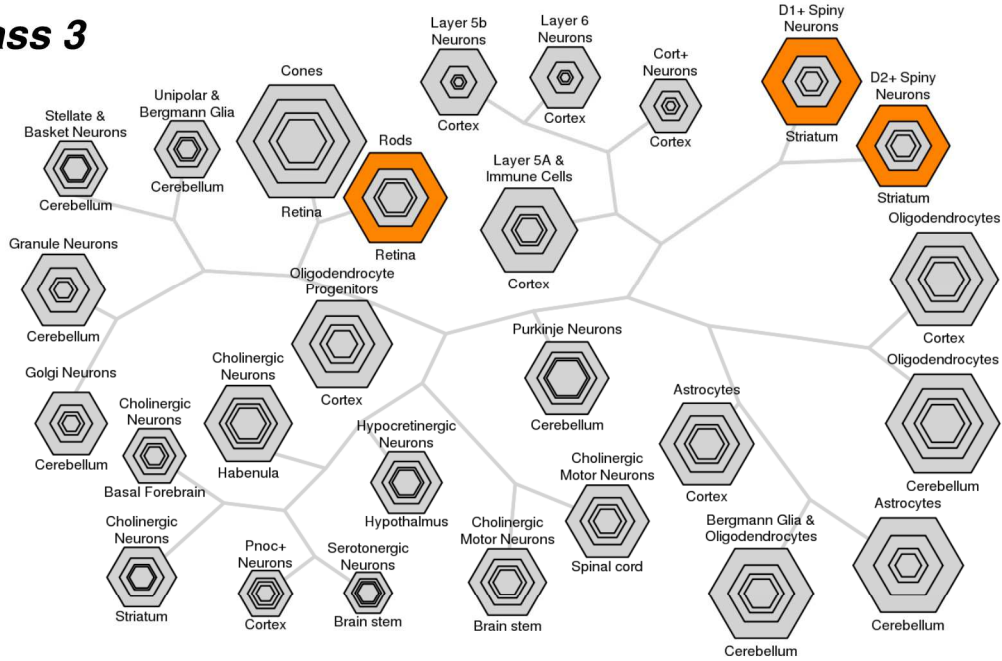 ass 3
Stellate &
Basket Neurons
Cerebellum
Unipolar &
Bergmann Glia
Cerebellum
Cones
Retina
Rods
Retina
Layer 5b
Neurons
Cortex
Layer 6
Neurons
Cortex
Cort+
Neurons
Cortex
D1+ Spiny
Neurons
Striatum
D2+ Spiny
Neurons
Striatum
Layer 5A &
Immune Cells
Cortex
Granule Neurons
Cerebellum
Oligodendrocyte
Progenitors
Cortex
Oligodendrocytes
Cortex
Purkinje Neurons
Cerebellum
Golgi Neurons
Cerebellum
Cholinergic
Neurons
Basal Forebrain
Cholinergic
Neurons
Habenula
Hypocretinergic
Neurons
Hypothalmus
Astrocytes
Cortex
Oligodendrocytes
Cerebellum
Cholinergic
Neurons
Striatum
Pnoc+
Neurons
Cortex
Serotonergic
Neurons
Brain stem
Cholinergic
Motor Neurons
Brain stem
Cholinergic
Motor Neurons
Spinal cord
Bergmann Glia &
Oligodendrocytes
Cerebellum
Astrocytes
Cerebellum